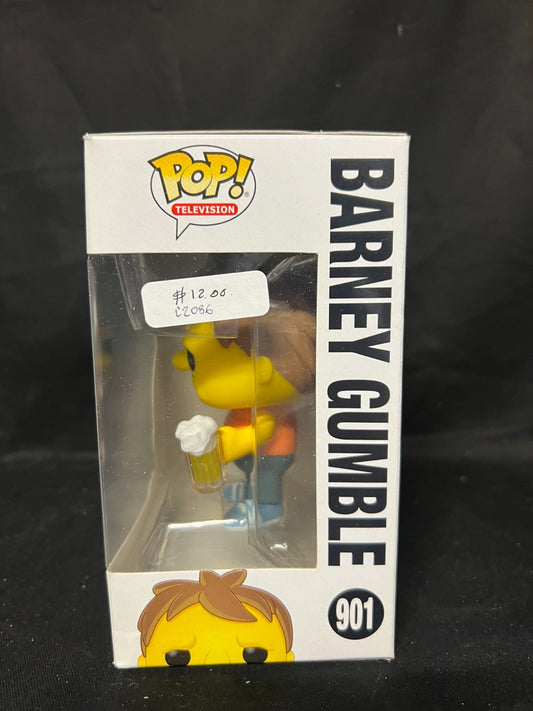 POP!®
TELEVISION
$12.00
C2086
BARNEY GUMBLE
901